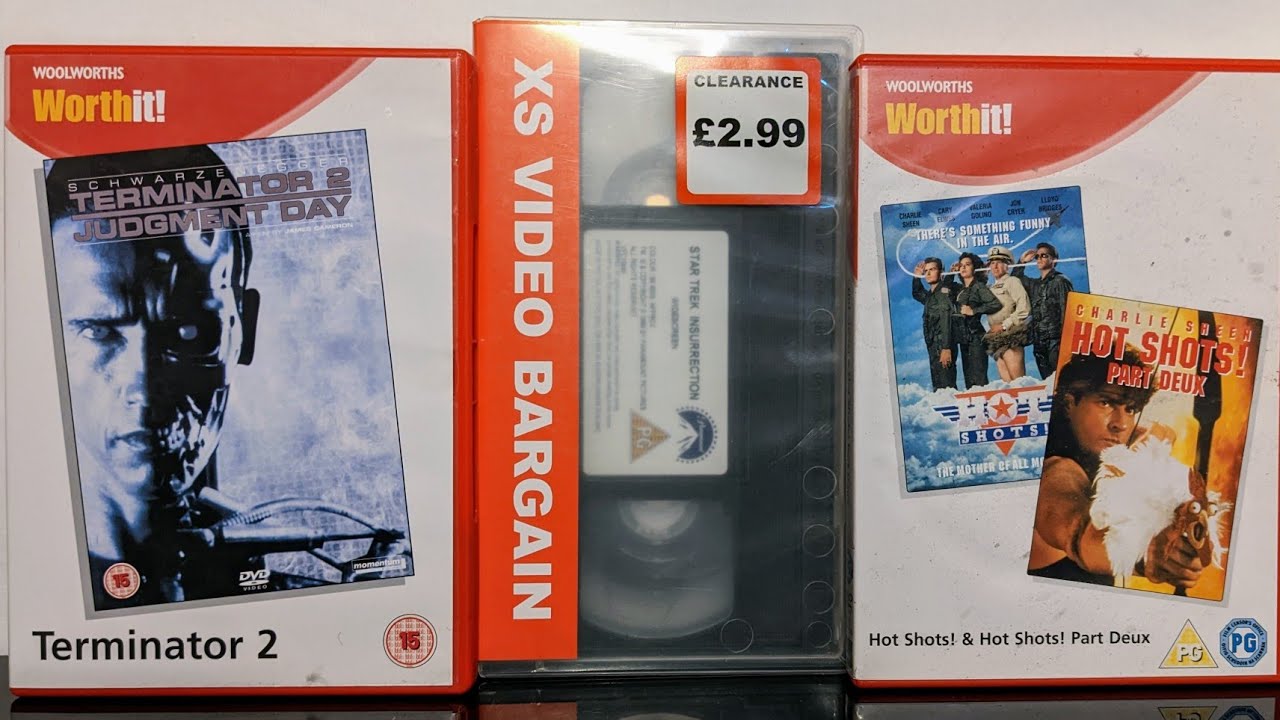 WOOLWORTHS
Worthit!
SCHWARZENEGGER
TERMINATOR 2
JUDGMENT DAY
15
DVD
VIDEO
momentum
Terminator 2
15
XS VIDEO BARGAIN
CLEARANCE
£2.99
STAR TREK INSURRECTION
WIDESCREEN
PG
Paramount
WOOLWORTHS
Worthit!
CHARLIE SHEEN
CARY ELWES
VALERIA GOLINO
JON CRYER
LLOYD BRIDGES
THERE'S SOMETHING FUNNY
IN THE AIR.
HOT
SHOTS!
THE MOTHER OF ALL
CHARLIE SHEEN
HOT SHOTS!
PART DEUX
Hot Shots! & Hot Shots! Part Deux
PG
PG